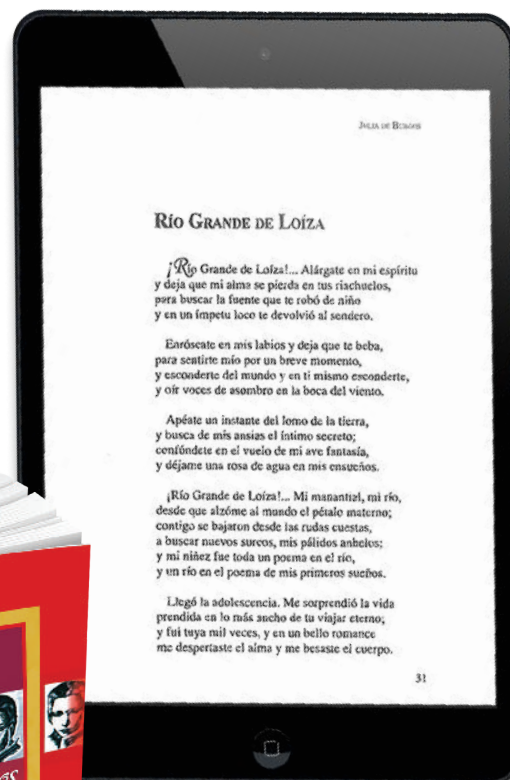 JULIA DE BURGOS
RÍO GRANDE DE LOÍZA
¡Río Grande de Loíza!... Alárgate en mi espíritu
y deja que mi alma se pierda en tus riachuelos,
para buscar la fuente que te robó de niño
y en un ímpetu loco te devolvió al sendero.
Enróscate en mis labios y deja que te beba,
para sentirte mío por un breve momento,
y esconderte del mundo y en ti mismo esconderte,
y oír voces de asombro en la boca del viento.
Apéate un instante del lomo de la tierra,
y busca de mis ansias el íntimo secreto;
confúndete en el vuelo de mi ave fantasía,
y déjame una rosa de agua en mis ensueños.
¡Río Grande de Loíza!... Mi manantial, mi río,
desde que alzóme al mundo el pétalo materno;
contigo se bajaron desde las rudas cuestas,
a buscar nuevos surcos, mis pálidos anhelos;
y mi niñez fue toda un poema en el río,
y un río en el poema de mis primeros sueños.
Llegó la adolescencia. Me sorprendió la vida
prendida en lo más ancho de tu viajar eterno;
y fui tuya mil veces, y en un bello romance
me despertaste el alma y me besaste el cuerpo.
31